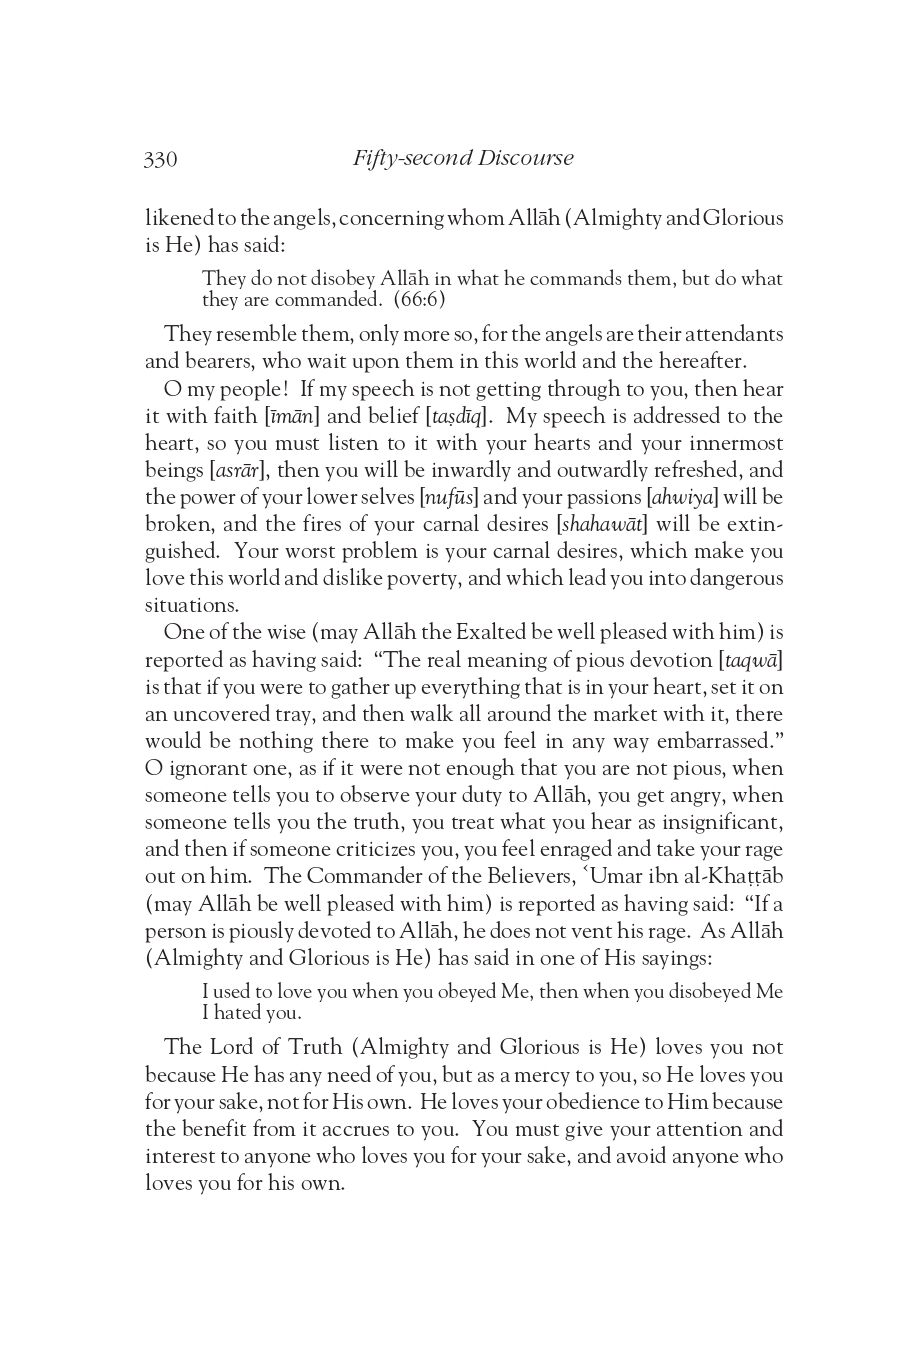 330 Fifty-second Discourse
likened to the angels, concerning whom Allāh (Almighty and Glorious
is He) has said:
They do not disobey Allāh in what he commands them, but do what
they are commanded. (66:6)
They resemble them, only more so, for the angels are their attendants
and bearers, who wait upon them in this world and the hereafter.
O my people! If my speech is not getting through to you, then hear
it with faith [īmān] and belief [taṣdīq]. My speech is addressed to the
heart, so you must listen to it with your hearts and your innermost
beings [asrār], then you will be inwardly and outwardly refreshed, and
the power of your lower selves [nufūs] and your passions [ahwiya] will be
broken, and the fires of your carnal desires [shahawāt] will be extin-
guished. Your worst problem is your carnal desires, which make you
love this world and dislike poverty, and which lead you into dangerous
situations.
One of the wise (may Allāh the Exalted be well pleased with him) is
reported as having said: “The real meaning of pious devotion [taqwā]
is that if you were to gather up everything that is in your heart, set it on
an uncovered tray, and then walk all around the market with it, there
would be nothing there to make you feel in any way embarrassed.”
O ignorant one, as if it were not enough that you are not pious, when
someone tells you to observe your duty to Allāh, you get angry, when
someone tells you the truth, you treat what you hear as insignificant,
and then if someone criticizes you, you feel enraged and take your rage
out on him. The Commander of the Believers, ʿUmar ibn al-Khaṭṭāb
(may Allāh be well pleased with him) is reported as having said: “If a
person is piously devoted to Allāh, he does not vent his rage. As Allāh
(Almighty and Glorious is He) has said in one of His sayings:
I used to love you when you obeyed Me, then when you disobeyed Me
I hated you.
The Lord of Truth (Almighty and Glorious is He) loves you not
because He has any need of you, but as a mercy to you, so He loves you
for your sake, not for His own. He loves your obedience to Him because
the benefit from it accrues to you. You must give your attention and
interest to anyone who loves you for your sake, and avoid anyone who
loves you for his own.